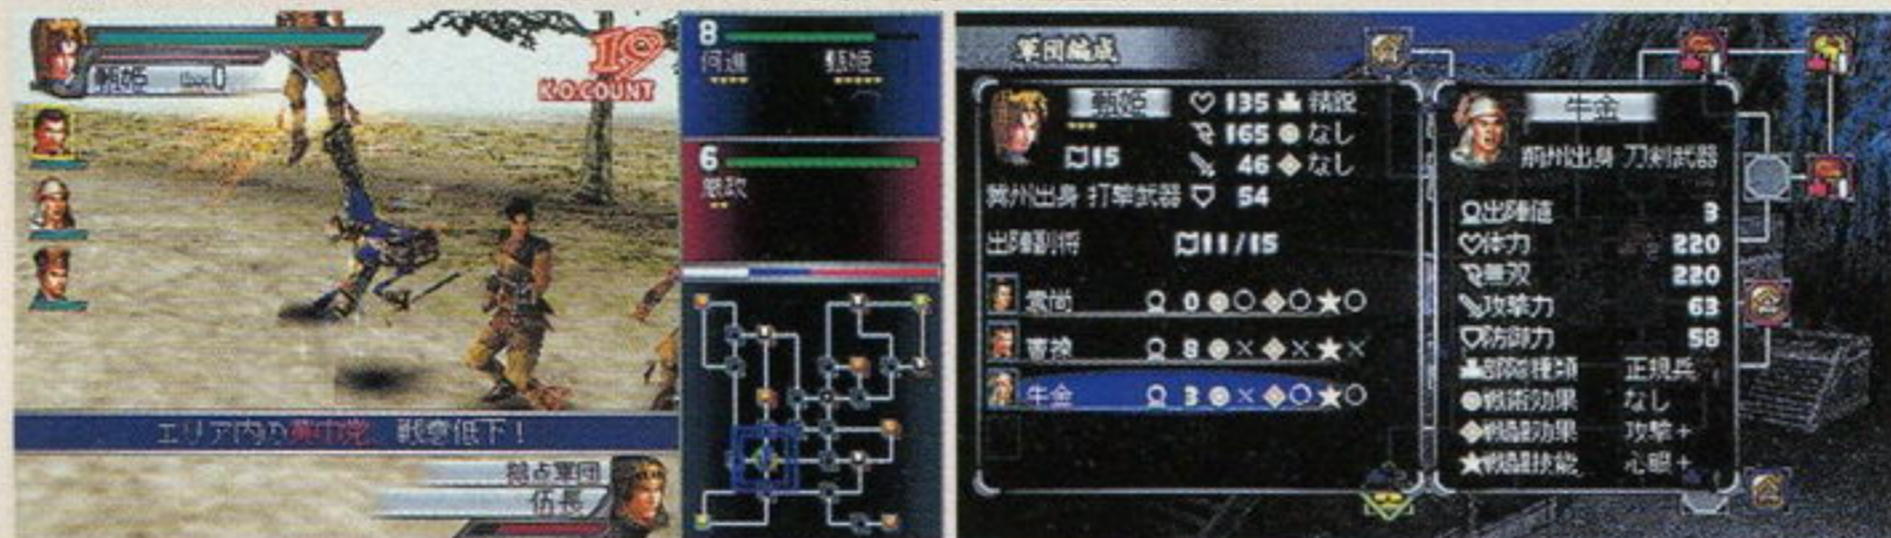 甄姫
19
K.O.COUNT
8
何進 甄姫
6
厳政
エリア内の黄巾党、戦意低下！
拠点軍団
伍長
軍団編成
甄姫
135 精鋭
165 なし
15
46 なし
冀州出身 打撃武器 54
出陣副将 11/15
袁尚 0 ○ ○ ○
曹操 8 × × ×
牛金 3 × ○ ○
牛金
荊州出身 刀剣武器
出陣値 3
体力 220
無双 220
攻撃力 63
防御力 58
部隊種類 正規兵
戦術効果 なし
戦闘効果 攻撃+
戦闘技能 心眼+